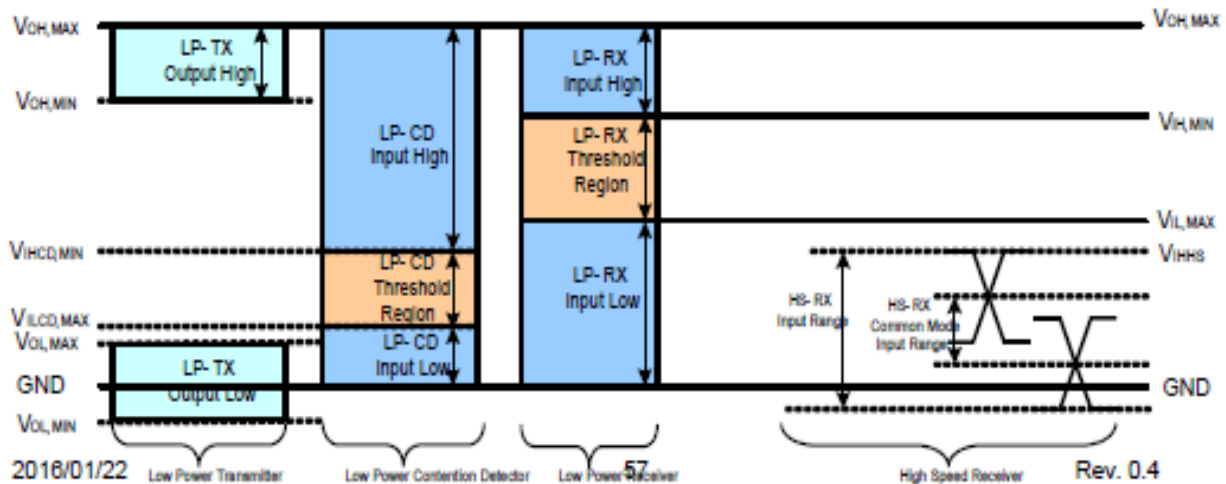 VOH,MAX
VOH,MAX
LP- TX
Output High
LP- RX
Input High
VOH,MIN
VIH,MIN
LP- CD
Input High
LP- RX
Threshold
Region
VIL,MAX
VIHCD,MIN
VIHHS
LP- CD
Threshold
Region
LP- RX
Input Low
HS- RX
Input Range
HS- RX
Common Mode
Input Range
VILCD,MAX
VOL,MAX
LP- CD
Input Low
LP- TX
Output Low
GND
GND
VOL,MIN
2016/01/22
Low Power Transmitter
Low Power Contention Detector
Low Power Receiver
57
High Speed Receiver
Rev. 0.4